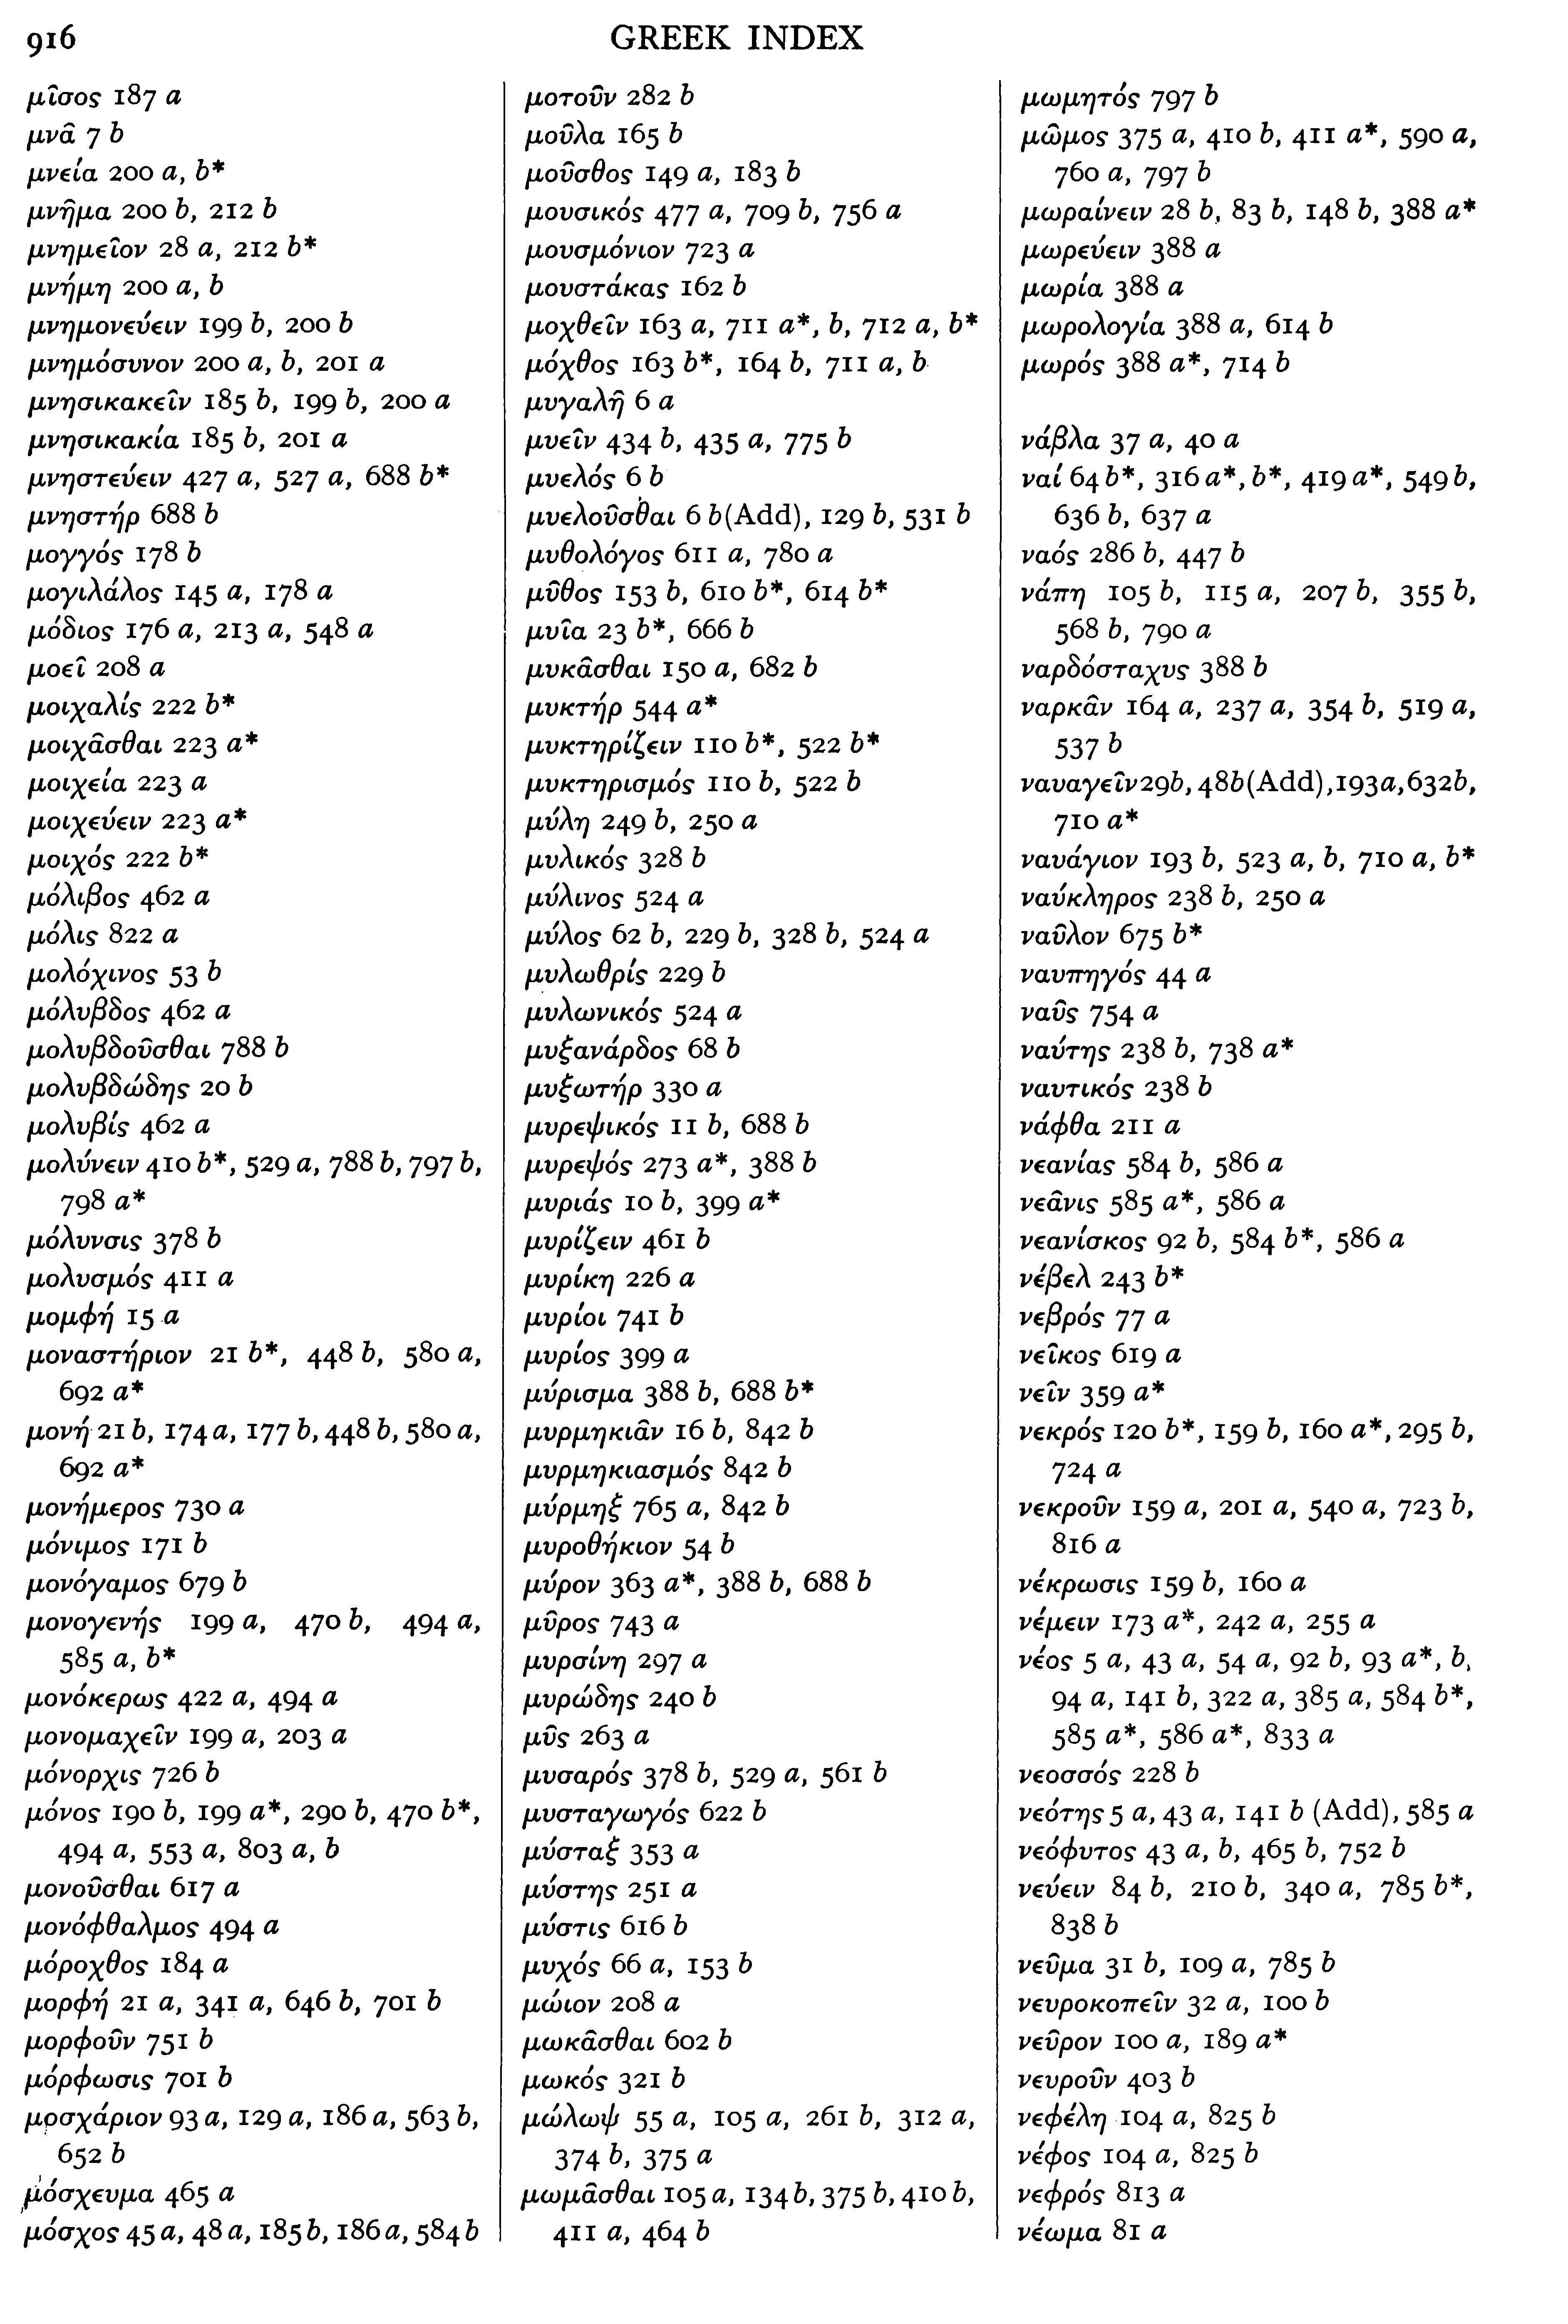 916
GREEK INDEX
μῖσος 187 a
μνᾶ 7 b
μνεία 200 a, b*
μνῆμα 200 b, 212 b
μνημεῖον 28 a, 212 b*
μνήμη 200 a, b
μνημονεύειν 199 b, 200 b
μνημόσυνον 200 a, b, 201 a
μνησικακεῖν 185 b, 199 b, 200 a
μνησικακία 185 b, 201 a
μνηστεύειν 427 a, 527 a, 688 b*
μνηστήρ 688 b
μογγός 178 b
μογιλάλος 145 a, 178 a
μόδιος 176 a, 213 a, 548 a
μοεῖ 208 a
μοιχαλίς 222 b*
μοιχᾶσθαι 223 a*
μοιχεία 223 a
μοιχεύειν 223 a*
μοιχός 222 b*
μόλιβος 462 a
μόλις 822 a
μολόχινος 53 b
μόλυβδος 462 a
μολυβδοῦσθαι 788 b
μολυβδώδης 20 b
μολυβίς 462 a
μολύνειν 410 b*, 529 a, 788 b, 797 b,
798 a*
μόλυνσις 378 b
μολυσμός 411 a
μομφή 15 a
μοναστήριον 21 b*, 448 b, 580 a,
692 a*
μονή 21 b, 174 a, 177 b, 448 b, 580 a,
692 a*
μονήμερος 730 a
μόνιμος 171 b
μονόγαμος 679 b
μονογενής 199 a, 470 b, 494 a,
585 a, b*
μονόκερως 422 a, 494 a
μονομαχεῖν 199 a, 203 a
μόνορχις 726 b
μόνος 190 b, 199 a*, 290 b, 470 b*,
494 a, 553 a, 803 a, b
μονοῦσθαι 617 a
μονόφθαλμος 494 a
μόροχθος 184 a
μορφή 21 a, 341 a, 646 b, 701 b
μορφοῦν 751 b
μόρφωσις 701 b
μοσχάριον 93 a, 129 a, 186 a, 563 b,
652 b
μόσχευμα 465 a
μόσχος 45 a, 48 a, 185 b, 186 a, 584 b
μοτοῦν 282 b
μοῦλα 165 b
μοῦσθος 149 a, 183 b
μουσικός 477 a, 709 b, 756 a
μουσμόνιον 723 a
μουστάκας 162 b
μοχθεῖν 163 a, 711 a*, b, 712 a, b*
μόχθος 163 b*, 164 b, 711 a, b
μυγαλῆ 6 a
μυεῖν 434 b, 435 a, 775 b
μυελός 6 b
μυελοῦσθαι 6 b(Add), 129 b, 531 b
μυθολόγος 611 a, 780 a
μῦθος 153 b, 610 b*, 614 b*
μυῖα 23 b*, 666 b
μυκᾶσθαι 150 a, 682 b
μυκτήρ 544 a*
μυκτηρίζειν 110 b*, 522 b*
μυκτηρισμός 110 b, 522 b
μύλη 249 b, 250 a
μυλικός 328 b
μύλινος 524 a
μύλος 62 b, 229 b, 328 b, 524 a
μυλωθρίς 229 b
μυλωνικός 524 a
μυξανάρδος 68 b
μυξωτήρ 330 a
μυρεψικός 11 b, 688 b
μυρεψός 273 a*, 388 b
μυριάς 10 b, 399 a*
μυρίζειν 461 b
μυρίκη 226 a
μυρίοι 741 b
μυρίος 399 a
μύρισμα 388 b, 688 b*
μυρμηκιᾶν 16 b, 842 b
μυρμηκιασμός 842 b
μύρμηξ 765 a, 842 b
μυροθήκιον 54 b
μύρον 363 a*, 388 b, 688 b
μῦρος 743 a
μυρσίνη 297 a
μυρώδης 240 b
μῦς 263 a
μυσαρός 378 b, 529 a, 561 b
μυσταγωγός 622 b
μύσταξ 353 a
μύστης 251 a
μύστις 616 b
μυχός 66 a, 153 b
μώιον 208 a
μωκᾶσθαι 602 b
μωκός 321 b
μώλωψ 55 a, 105 a, 261 b, 312 a,
374 b, 375 a
μωμᾶσθαι 105 a, 134 b, 375 b, 410 b,
411 a, 464 b
μωμητός 797 b
μῶμος 375 a, 410 b, 411 a*, 590 a,
760 a, 797 b
μωραίνειν 28 b, 83 b, 148 b, 388 a*
μωρεύειν 388 a
μωρία 388 a
μωρολογία 388 a, 614 b
μωρός 388 a*, 714 b
νάβλα 37 a, 40 a
ναί 64 b*, 316 a*, b*, 419 a*, 549 b,
636 b, 637 a
ναός 286 b, 447 b
νάπη 105 b, 115 a, 207 b, 355 b,
568 b, 790 a
ναρδόσταχυς 388 b
ναρκᾶν 164 a, 237 a, 354 b, 519 a,
537 b
ναυαγεῖν 29b, 48b(Add), 193a, 632b,
710 a*
ναυάγιον 193 b, 523 a, b, 710 a, b*
ναύκληρος 238 b, 250 a
ναῦλον 675 b*
ναυπηγός 44 a
ναῦς 754 a
ναύτης 238 b, 738 a*
ναυτικός 238 b
νάφθα 211 a
νεανίας 584 b, 586 a
νεᾶνις 585 a*, 586 a
νεανίσκος 92 b, 584 b*, 586 a
νέβελ 243 b*
νεβρός 77 a
νεῖκος 619 a
νεῖν 359 a*
νεκρός 120 b*, 159 b, 160 a*, 295 b,
724 a
νεκροῦν 159 a, 201 a, 540 a, 723 b,
816 a
νέκρωσις 159 b, 160 a
νέμειν 173 a*, 242 a, 255 a
νέος 5 a, 43 a, 54 a, 92 b, 93 a*, b,
94 a, 141 b, 322 a, 385 a, 584 b*,
585 a*, 586 a*, 833 a
νεοσσός 228 b
νεότης 5 a, 43 a, 141 b (Add), 585 a
νεόφυτος 43 a, b, 465 b, 752 b
νεύειν 84 b, 210 b, 340 a, 785 b*,
838 b
νεῦμα 31 b, 109 a, 785 b
νευροκοπεῖν 32 a, 100 b
νεῦρον 100 a, 189 a*
νευροῦν 403 b
νεφέλη 104 a, 825 b
νέφος 104 a, 825 b
νεφρός 813 a
νέωμα 81 a